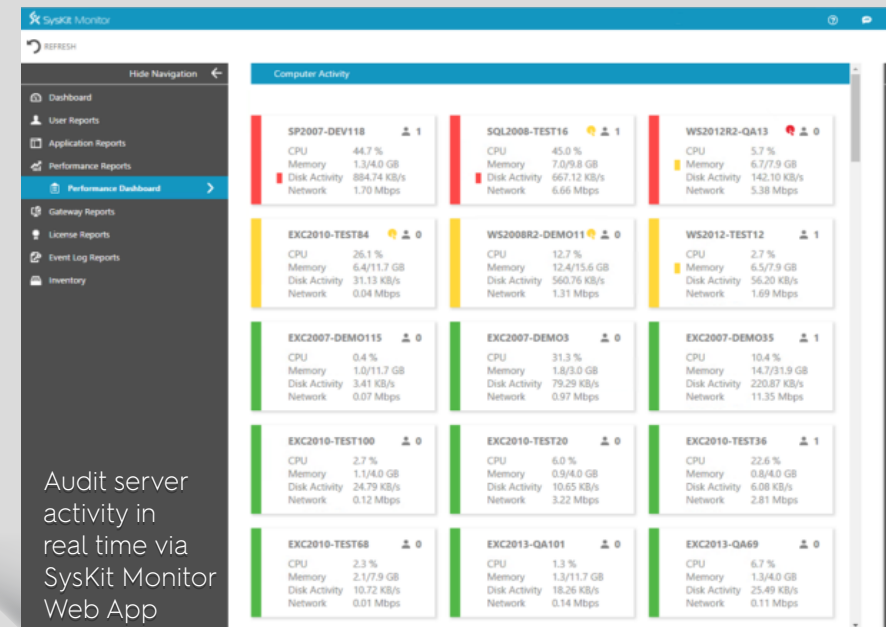 SysKit Monitor
REFRESH
Hide Navigation
Computer Activity
Dashboard
User Reports
Application Reports
Performance Reports
Performance Dashboard
Gateway Reports
License Reports
Event Log Reports
Inventory
SP2007-DEV118 1
CPU 44.7 %
Memory 1.3/4.0 GB
Disk Activity 884.74 KB/s
Network 1.70 Mbps
SQL2008-TEST16 1
CPU 45.0 %
Memory 7.0/9.8 GB
Disk Activity 667.12 KB/s
Network 6.66 Mbps
WS2012R2-QA13 0
CPU 5.7 %
Memory 6.7/7.9 GB
Disk Activity 142.10 KB/s
Network 5.38 Mbps
EXC2010-TEST84 0
CPU 26.1 %
Memory 6.4/11.7 GB
Disk Activity 31.13 KB/s
Network 0.04 Mbps
WS2008R2-DEMO11 0
CPU 12.7 %
Memory 12.4/15.6 GB
Disk Activity 560.76 KB/s
Network 1.31 Mbps
WS2012-TEST12 1
CPU 2.7 %
Memory 6.5/7.9 GB
Disk Activity 56.20 KB/s
Network 1.69 Mbps
EXC2007-DEMO115 0
CPU 0.4 %
Memory 1.0/11.7 GB
Disk Activity 3.41 KB/s
Network 0.07 Mbps
EXC2007-DEMO3 0
CPU 31.3 %
Memory 1.8/3.0 GB
Disk Activity 79.29 KB/s
Network 0.97 Mbps
EXC2007-DEMO35 1
CPU 10.4 %
Memory 14.7/31.9 GB
Disk Activity 220.87 KB/s
Network 11.35 Mbps
EXC2010-TEST100 0
CPU 2.7 %
Memory 1.1/4.0 GB
Disk Activity 24.79 KB/s
Network 0.12 Mbps
EXC2010-TEST20 0
CPU 6.0 %
Memory 0.9/4.0 GB
Disk Activity 10.65 KB/s
Network 3.22 Mbps
EXC2010-TEST36 1
CPU 22.6 %
Memory 0.8/4.0 GB
Disk Activity 6.08 KB/s
Network 2.81 Mbps
EXC2010-TEST68 0
CPU 2.3 %
Memory 2.1/7.9 GB
Disk Activity 10.72 KB/s
Network 0.01 Mbps
EXC2013-QA101 0
CPU 1.3 %
Memory 1.3/11.7 GB
Disk Activity 18.26 KB/s
Network 0.14 Mbps
EXC2013-QA69 0
CPU 6.7 %
Memory 1.3/4.0 GB
Disk Activity 25.49 KB/s
Network 0.11 Mbps
Audit server
activity in
real time via
SysKit Monitor
Web App